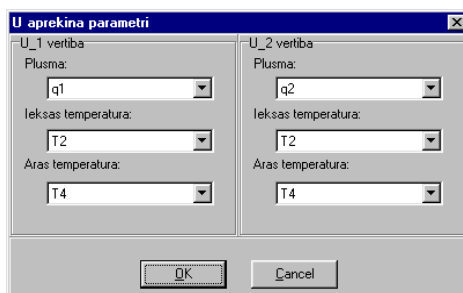 U aprekina parametri
U_1 vertiba
Plusma:
q1
Ieksas temperatura:
T2
Aras temperatura:
T4
U_2 vertiba
Plusma:
q2
Ieksas temperatura:
T2
Aras temperatura:
T4
OK
Cancel